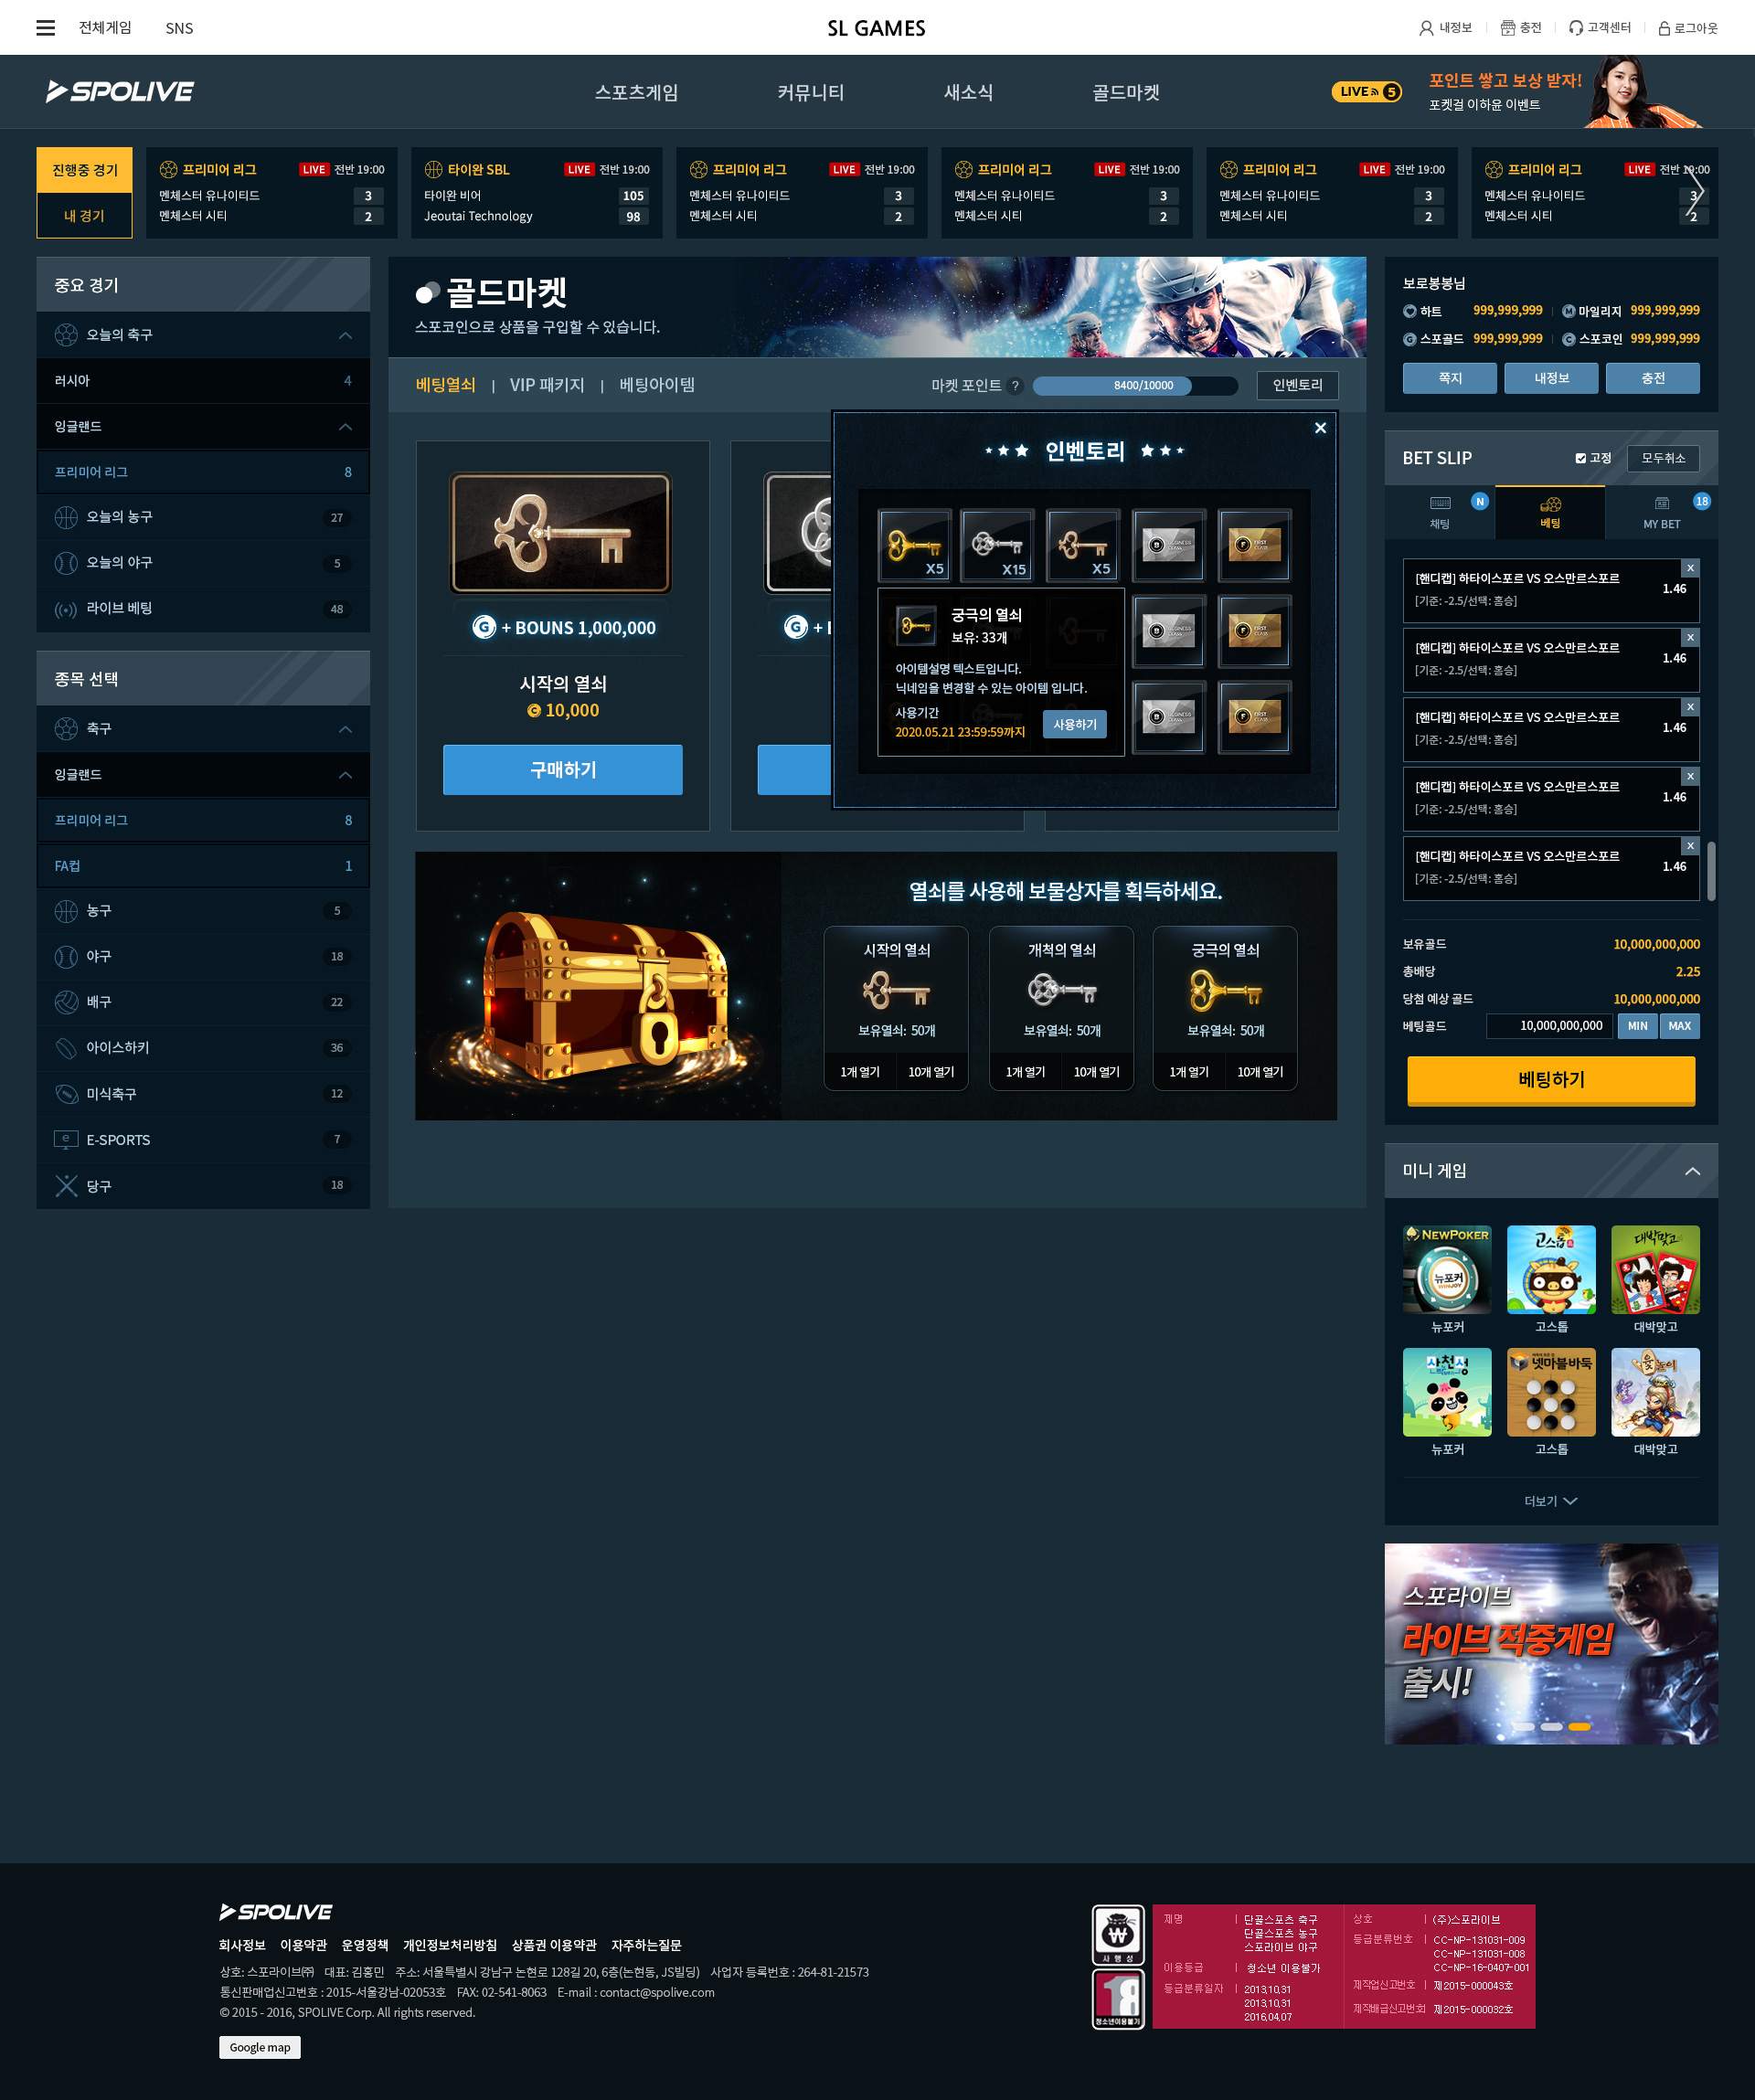 전체게임
SNS
SL GAMES
내정보
충전
고객센터
로그아웃
SPOLIVE
스포츠게임
커뮤니티
새소식
골드마켓
LIVE 5
포인트 쌓고 보상 받자!
포켓걸 이하윤 이벤트
진행중 경기
내 경기
프리미어 리그 LIVE 전반 19:00
멘체스터 유나이티드 3
멘체스터 시티 2
타이완 SBL LIVE 전반 19:00
타이완 비어 105
Jeoutai Technology 98
프리미어 리그 LIVE 전반 19:00
멘체스터 유나이티드 3
멘체스터 시티 2
프리미어 리그 LIVE 전반 19:00
멘체스터 유나이티드 3
멘체스터 시티 2
프리미어 리그 LIVE 전반 19:00
멘체스터 유나이티드 3
멘체스터 시티 2
프리미어 리그 LIVE 전반 19:00
멘체스터 유나이티드 3
멘체스터 시티 2
중요 경기
오늘의 축구
러시아 4
잉글랜드
프리미어 리그 8
오늘의 농구 27
오늘의 야구 5
라이브 베팅 48
종목 선택
축구
잉글랜드
프리미어 리그 8
FA컵 1
농구 5
야구 18
배구 22
아이스하키 36
미식축구 12
E-SPORTS 7
당구 18
골드마켓
스포코인으로 상품을 구입할 수 있습니다.
베팅열쇠 | VIP 패키지 | 베팅아이템
마켓 포인트 ? 8400/10000
인벤토리
G + BOUNS 1,000,000
시작의 열쇠
C 10,000
구매하기
G + B
인벤토리
X5
X15
X5
궁극의 열쇠
보유: 33개
아이템설명 텍스트입니다.
닉네임을 변경할 수 있는 아이템 입니다.
사용기간
2020.05.21 23:59:59까지
사용하기
열쇠를 사용해 보물상자를 획득하세요.
시작의 열쇠
보유열쇠: 50개
1개 열기 10개 열기
개척의 열쇠
보유열쇠: 50개
1개 열기 10개 열기
궁극의 열쇠
보유열쇠: 50개
1개 열기 10개 열기
보로봉봉님
하트 999,999,999
M 마일리지 999,999,999
G 스포골드 999,999,999
C 스포코인 999,999,999
쪽지
내정보
충전
BET SLIP
고정
모두취소
채팅 N
베팅
MY BET 18
[핸디캡] 하타이스포르 VS 오스만르스포르 X
[기준: -2.5/선택: 홈승] 1.46
[핸디캡] 하타이스포르 VS 오스만르스포르 X
[기준: -2.5/선택: 홈승] 1.46
[핸디캡] 하타이스포르 VS 오스만르스포르 X
[기준: -2.5/선택: 홈승] 1.46
[핸디캡] 하타이스포르 VS 오스만르스포르 X
[기준: -2.5/선택: 홈승] 1.46
[핸디캡] 하타이스포르 VS 오스만르스포르 X
[기준: -2.5/선택: 홈승] 1.46
보유골드 10,000,000,000
총배당 2.25
당첨 예상 골드 10,000,000,000
베팅골드 10,000,000,000 MIN MAX
베팅하기
미니 게임
NEWPOKER
뉴포커
뉴포커
고스톱
고스톱
대박맞고
대박맞고
사천성
뉴포커
넷마블바둑
고스톱
윷놀이
대박맞고
더보기
스포라이브
라이브 적중게임
출시!
SPOLIVE
회사정보 이용약관 운영정책 개인정보처리방침 상품권 이용약관 자주하는질문
상호: 스포라이브㈜ 대표: 김홍민 주소: 서울특별시 강남구 논현로 128길 20, 6층(논현동, JS빌딩) 사업자 등록번호 : 264-81-21573
통신판매업신고번호 : 2015-서울강남-02053호 FAX: 02-541-8063 E-mail : contact@spolive.com
© 2015 - 2016, SPOLIVE Corp. All rights reserved.
Google map
사행성
18
청소년이용불가
제명 | 단골스포츠 축구
단골스포츠 농구
스포라이브 야구
이용등급 | 청소년 이용불가
등급분류일자 | 2013,10,31
2013,10,31
2016,04,07
상호 | (주)스포라이브
등급분류번호 | CC-NP-131031-009
CC-NP-131031-008
CC-NP-16-0407-001
제작업신고번호 | 제2015-000043호
제작배급신고번호 | 제2015-000032호